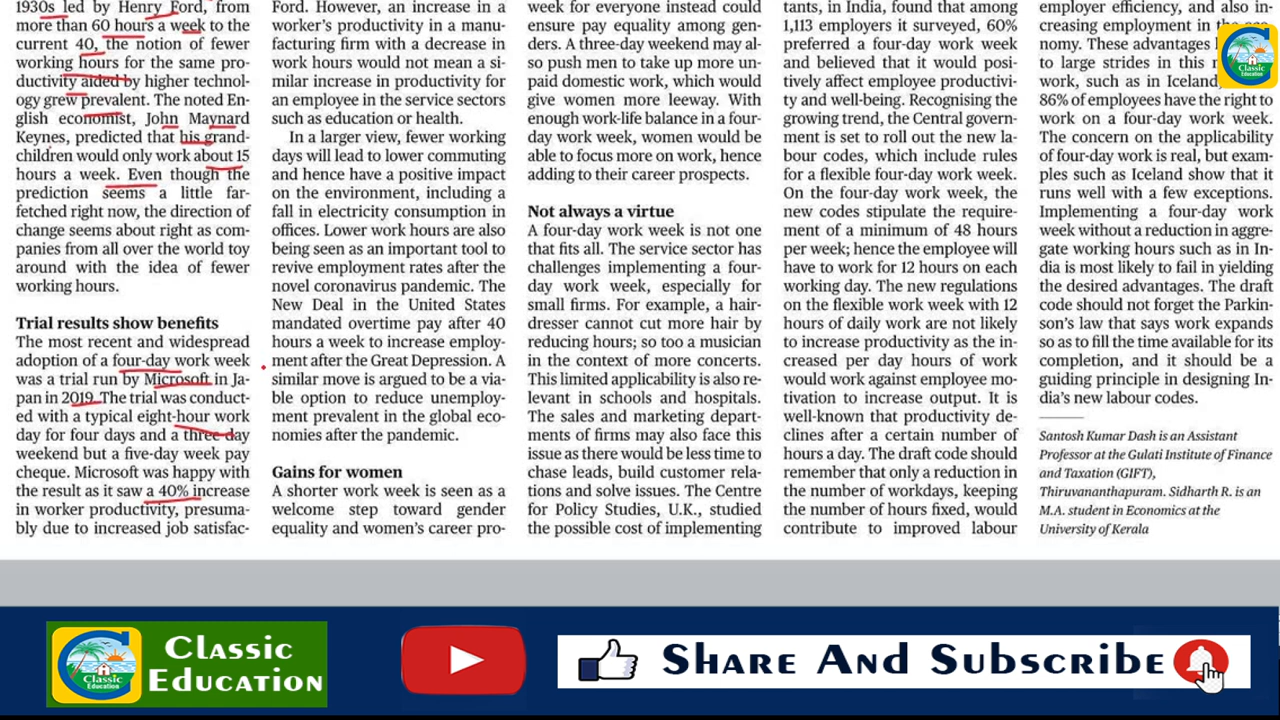 1930s led by Henry Ford, from
more than 60 hours a week to the
current 40, the notion of fewer
working hours for the same pro-
ductivity aided by higher technol-
ogy grew prevalent. The noted En-
glish economist, John Maynard
Keynes, predicted that his grand-
children would only work about 15
hours a week. Even though the
prediction seems a little far-
fetched right now, the direction of
change seems about right as com-
panies from all over the world toy
around with the idea of fewer
working hours.
Trial results show benefits
The most recent and widespread
adoption of a four-day work week
was a trial run by Microsoft in Ja-
pan in 2019. The trial was conduct-
ed with a typical eight-hour work
day for four days and a three-day
weekend but a five-day week pay
cheque. Microsoft was happy with
the result as it saw a 40% increase
in worker productivity, presuma-
bly due to increased job satisfac-
Ford. However, an increase in a
worker's productivity in a manu-
facturing firm with a decrease in
work hours would not mean a si-
milar increase in productivity for
an employee in the service sectors
such as education or health.
In a larger view, fewer working
days will lead to lower commuting
and hence have a positive impact
on the environment, including a
fall in electricity consumption in
offices. Lower work hours are also
being seen as an important tool to
revive employment rates after the
novel coronavirus pandemic. The
New Deal in the United States
mandated overtime pay after 40
hours a week to increase employ-
ment after the Great Depression. A
similar move is argued to be a via-
ble option to reduce unemploy-
ment prevalent in the global eco-
nomies after the pandemic.
Gains for women
A shorter work week is seen as a
welcome step toward gender
equality and women's career pro-
week for everyone instead could
ensure pay equality among gen-
ders. A three-day weekend may al-
so push men to take up more un-
paid domestic work, which would
give women more leeway. With
enough work-life balance in a four-
day work week, women would be
able to focus more on work, hence
adding to their career prospects.
Not always a virtue
A four-day work week is not one
that fits all. The service sector has
challenges implementing a four-
day work week, especially for
small firms. For example, a hair-
dresser cannot cut more hair by
reducing hours; so too a musician
in the context of more concerts.
This limited applicability is also re-
levant in schools and hospitals.
The sales and marketing depart-
ments of firms may also face this
issue as there would be less time to
chase leads, build customer rela-
tions and solve issues. The Centre
for Policy Studies, U.K., studied
the possible cost of implementing
tants, in India, found that among
1,113 employers it surveyed, 60%
preferred a four-day work week
and believed that it would posi-
tively affect employee productivi-
ty and well-being. Recognising the
growing trend, the Central govern-
ment is set to roll out the new la-
bour codes, which include rules
for a flexible four-day work week.
On the four-day work week, the
new codes stipulate the require-
ment of a minimum of 48 hours
per week; hence the employee will
have to work for 12 hours on each
working day. The new regulations
on the flexible work week with 12
hours of daily work are not likely
to increase productivity as the in-
creased per day hours of work
would work against employee mo-
tivation to increase output. It is
well-known that productivity de-
clines after a certain number of
hours a day. The draft code should
remember that only a reduction in
the number of workdays, keeping
the number of hours fixed, would
contribute to improved labour
employer efficiency, and also in-
creasing employment in the
nomy. These advantages
to large strides in this
work, such as in Iceland,
86% of employees have the right to
work on a four-day work week.
The concern on the applicability
of four-day work is real, but exam-
ples such as Iceland show that it
runs well with a few exceptions.
Implementing a four-day work
week without a reduction in aggre-
gate working hours such as in In-
dia is most likely to fail in yielding
the desired advantages. The draft
code should not forget the Parkin-
son's law that says work expands
so as to fill the time available for its
completion, and it should be a
guiding principle in designing In-
dia's new labour codes.
Santosh Kumar Dash is an Assistant
Professor at the Gulati Institute of Finance
and Taxation (GIFT),
Thiruvananthapuram. Sidharth R. is an
M.A. student in Economics at the
University of Kerala
Classic
Education
Classic
Education
Classic
Education
Share And Subscribe